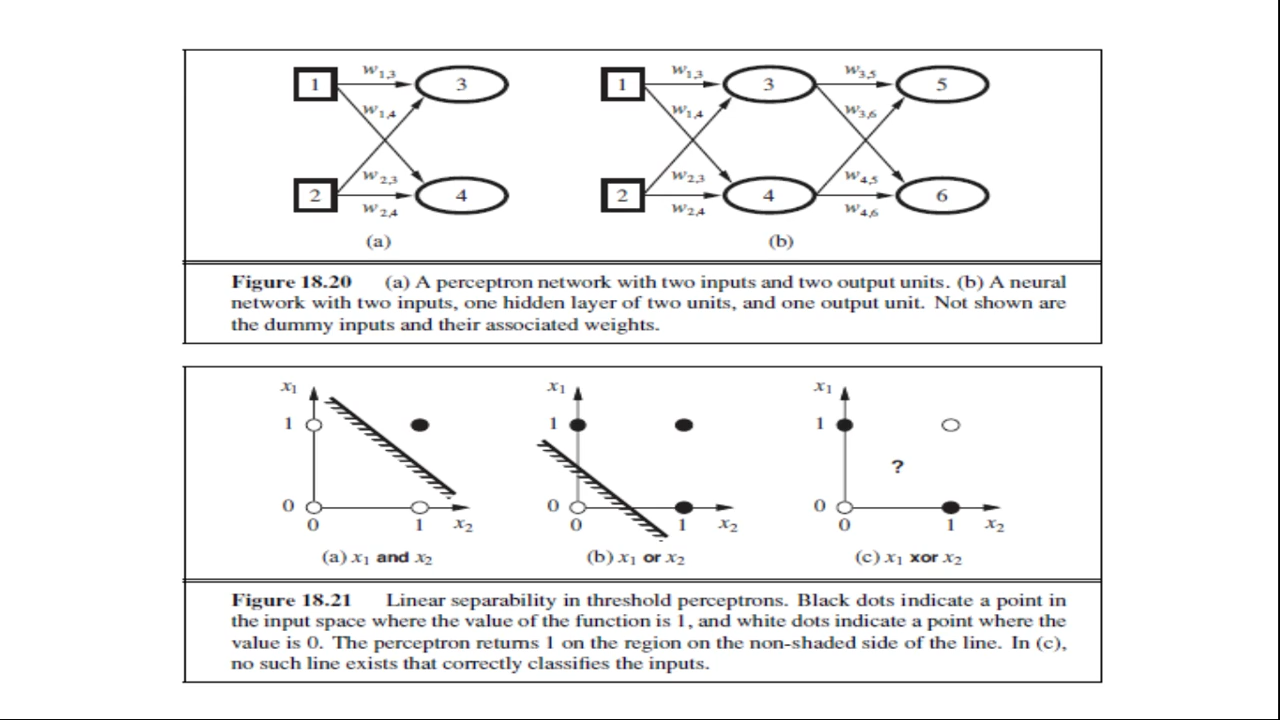 1 w1,3 3 1 w1,3 3 w3,5 5
w1,4 w1,4 w3,6
w2,3 w2,3 w4,5
2 w2,4 4 2 w2,4 4 w4,6 6
(a) (b)
Figure 18.20 (a) A perceptron network with two inputs and two output units. (b) A neural
network with two inputs, one hidden layer of two units, and one output unit. Not shown are
the dummy inputs and their associated weights.
x1 x1 x1
1 1 1
?
0 0 0
0 1 x2 0 1 x2 0 1 x2
(a) x1 and x2 (b) x1 or x2 (c) x1 xor x2
Figure 18.21 Linear separability in threshold perceptrons. Black dots indicate a point in
the input space where the value of the function is 1, and white dots indicate a point where the
value is 0. The perceptron returns 1 on the region on the non-shaded side of the line. In (c),
no such line exists that correctly classifies the inputs.